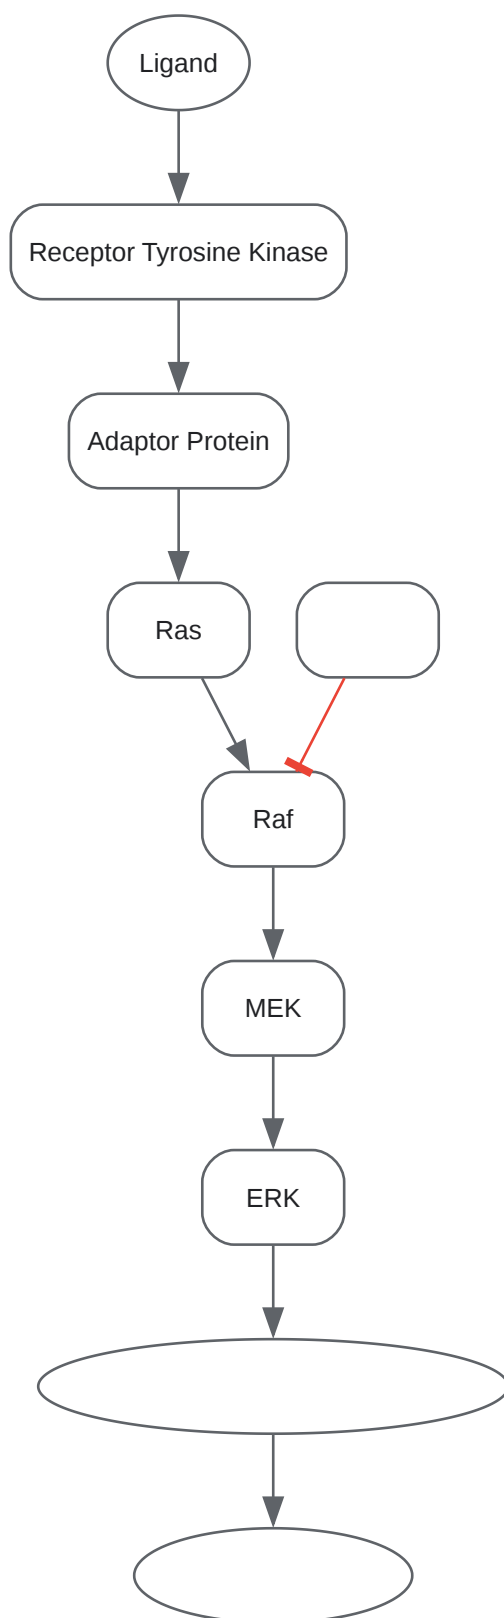 Ligand
Receptor Tyrosine Kinase
Adaptor Protein
Ras
Raf
MEK
ERK